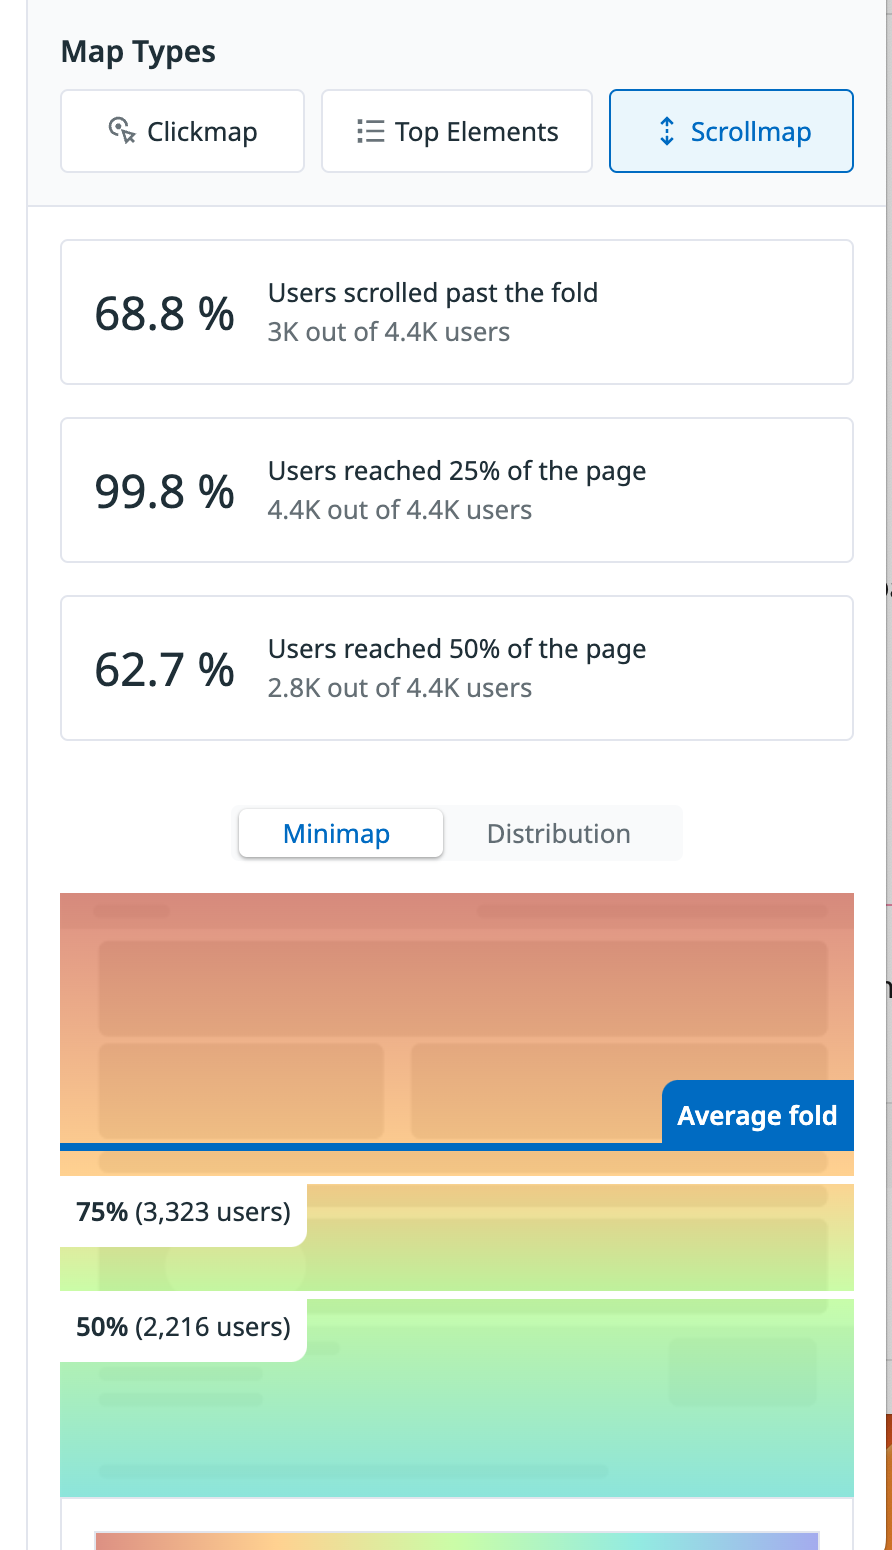 Map Types
Clickmap
Top Elements
Scrollmap
68.8 %
Users scrolled past the fold
3K out of 4.4K users
99.8 %
Users reached 25% of the page
4.4K out of 4.4K users
62.7 %
Users reached 50% of the page
2.8K out of 4.4K users
Minimap
Distribution
Average fold
75% (3,323 users)
50% (2,216 users)